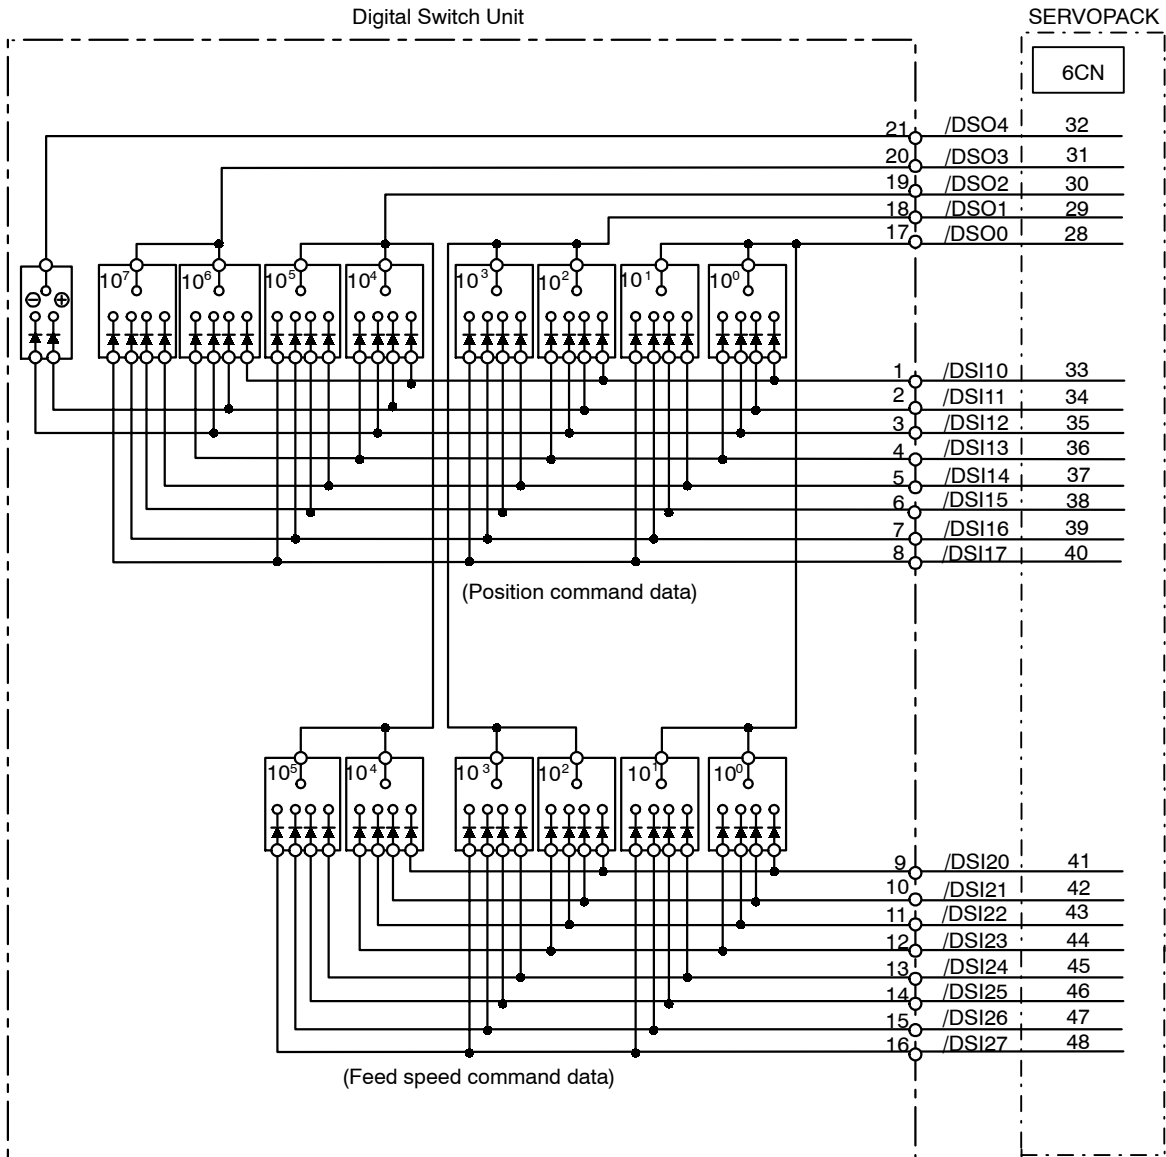 Digital Switch Unit SERVOPACK
6CN
21 /DSO4 32
20 /DSO3 31
19 /DSO2 30
18 /DSO1 29
17 /DSO0 28
10⁷ 10⁶ 10⁵ 10⁴ 10³ 10² 10¹ 10⁰
⊖ ⊕
1 /DSI10 33
2 /DSI11 34
3 /DSI12 35
4 /DSI13 36
5 /DSI14 37
6 /DSI15 38
7 /DSI16 39
8 /DSI17 40
(Position command data)
10⁵ 10⁴ 10³ 10² 10¹ 10⁰
9 /DSI20 41
10 /DSI21 42
11 /DSI22 43
12 /DSI23 44
13 /DSI24 45
14 /DSI25 46
15 /DSI26 47
16 /DSI27 48
(Feed speed command data)